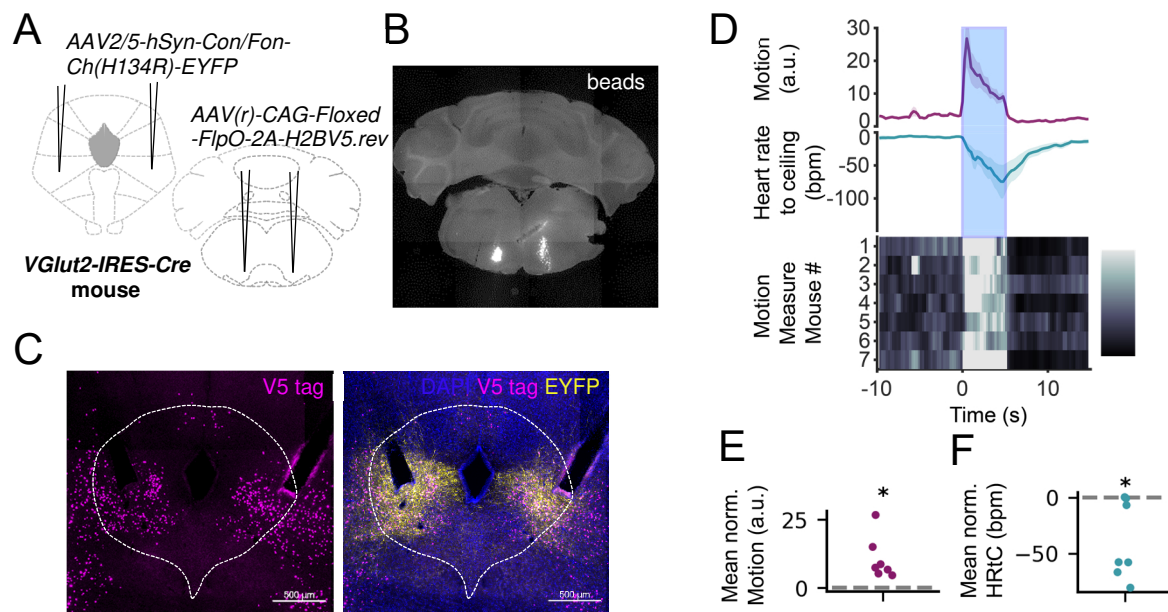 A
AAV2/5-hSyn-Con/Fon-
Ch(H134R)-EYFP
AAV(r)-CAG-Floxed
-FlpO-2A-H2BV5.rev
VGlut2-IRES-Cre
mouse
B
beads
C
V5 tag
500 µm
DAPI V5 tag EYFP
500 µm
D
Motion
(a.u.)
30
20
10
0
Heart rate
to ceiling
(bpm)
0
-50
-100
Motion
Measure
Mouse #
1
2
3
4
5
6
7
-10
0
10
Time (s)
E
Mean norm.
Motion (a.u.)
25
0
*
F
Mean norm.
HRtC (bpm)
0
−50
*